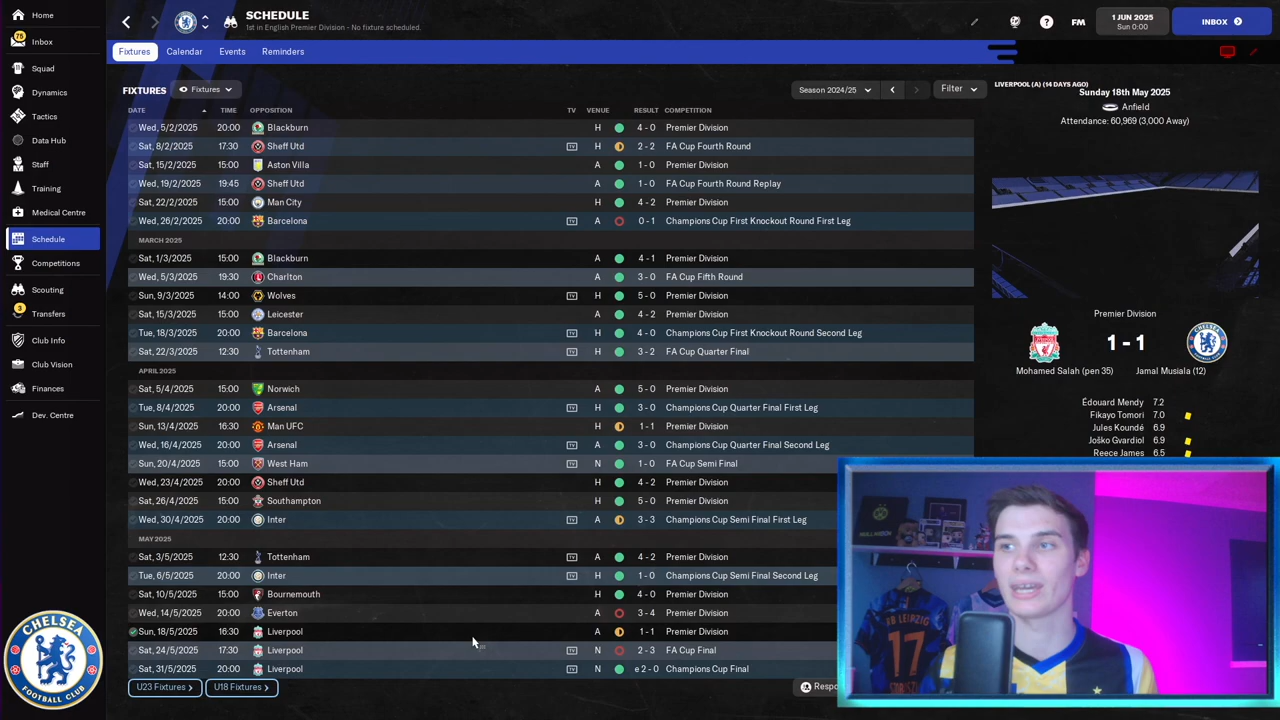 Home
Inbox
75
Squad
Dynamics
Tactics
Data Hub
Staff
Training
Medical Centre
Schedule
Competitions
Scouting
Transfers
3
Club Info
Club Vision
Finances
Dev. Centre
CHELSEA
FOOTBALL CLUB
SCHEDULE
1st in English Premier Division - No fixture scheduled.
FM
1 JUN 2025
Sun 0:00
INBOX
Fixtures Calendar Events Reminders
FIXTURES Fixtures Season 2024/25 Filter
DATE TIME OPPOSITION TV VENUE RESULT COMPETITION
Wed, 5/2/2025 20:00 Blackburn H 4 - 0 Premier Division
Sat, 8/2/2025 17:30 Sheff Utd TV H 2 - 2 FA Cup Fourth Round
Sat, 15/2/2025 15:00 Aston Villa A 1 - 0 Premier Division
Wed, 19/2/2025 19:45 Sheff Utd A 1 - 0 FA Cup Fourth Round Replay
Sat, 22/2/2025 15:00 Man City H 4 - 2 Premier Division
Wed, 26/2/2025 20:00 Barcelona TV A 0 - 1 Champions Cup First Knockout Round First Leg
MARCH 2025
Sat, 1/3/2025 15:00 Blackburn A 4 - 1 Premier Division
Wed, 5/3/2025 19:30 Charlton A 3 - 0 FA Cup Fifth Round
Sun, 9/3/2025 14:00 Wolves TV H 5 - 0 Premier Division
Sat, 15/3/2025 15:00 Leicester A 4 - 2 Premier Division
Tue, 18/3/2025 20:00 Barcelona TV H 4 - 0 Champions Cup First Knockout Round Second Leg
Sat, 22/3/2025 12:30 Tottenham TV H 3 - 2 FA Cup Quarter Final
APRIL 2025
Sat, 5/4/2025 15:00 Norwich A 5 - 0 Premier Division
Tue, 8/4/2025 20:00 Arsenal TV H 3 - 0 Champions Cup Quarter Final First Leg
Sun, 13/4/2025 16:30 Man UFC H 1 - 1 Premier Division
Wed, 16/4/2025 20:00 Arsenal TV A 3 - 0 Champions Cup Quarter Final Second Leg
Sun, 20/4/2025 15:00 West Ham TV N 1 - 0 FA Cup Semi Final
Wed, 23/4/2025 20:00 Sheff Utd H 4 - 2 Premier Division
Sat, 26/4/2025 15:00 Southampton H 5 - 0 Premier Division
Wed, 30/4/2025 20:00 Inter TV A 3 - 3 Champions Cup Semi Final First Leg
MAY 2025
Sat, 3/5/2025 12:30 Tottenham TV A 4 - 2 Premier Division
Tue, 6/5/2025 20:00 Inter TV H 1 - 0 Champions Cup Semi Final Second Leg
Sat, 10/5/2025 15:00 Bournemouth H 4 - 0 Premier Division
Wed, 14/5/2025 20:00 Everton A 3 - 4 Premier Division
Sun, 18/5/2025 16:30 Liverpool A 1 - 1 Premier Division
Sat, 24/5/2025 17:30 Liverpool TV N 2 - 3 FA Cup Final
Sat, 31/5/2025 20:00 Liverpool TV N e 2 - 0 Champions Cup Final
U23 Fixtures U18 Fixtures Respo
LIVERPOOL (A) (14 DAYS AGO)
Sunday 18th May 2025
Anfield
Attendance: 60,969 (3,000 Away)
Premier Division
1 - 1
Mohamed Salah (pen 35) Jamal Musiala (12)
Édouard Mendy 7.2
Fikayo Tomori 7.0
Jules Koundé 6.9
Joško Gvardiol 6.9
Reece James 6.5
RB LEIPZIG
17